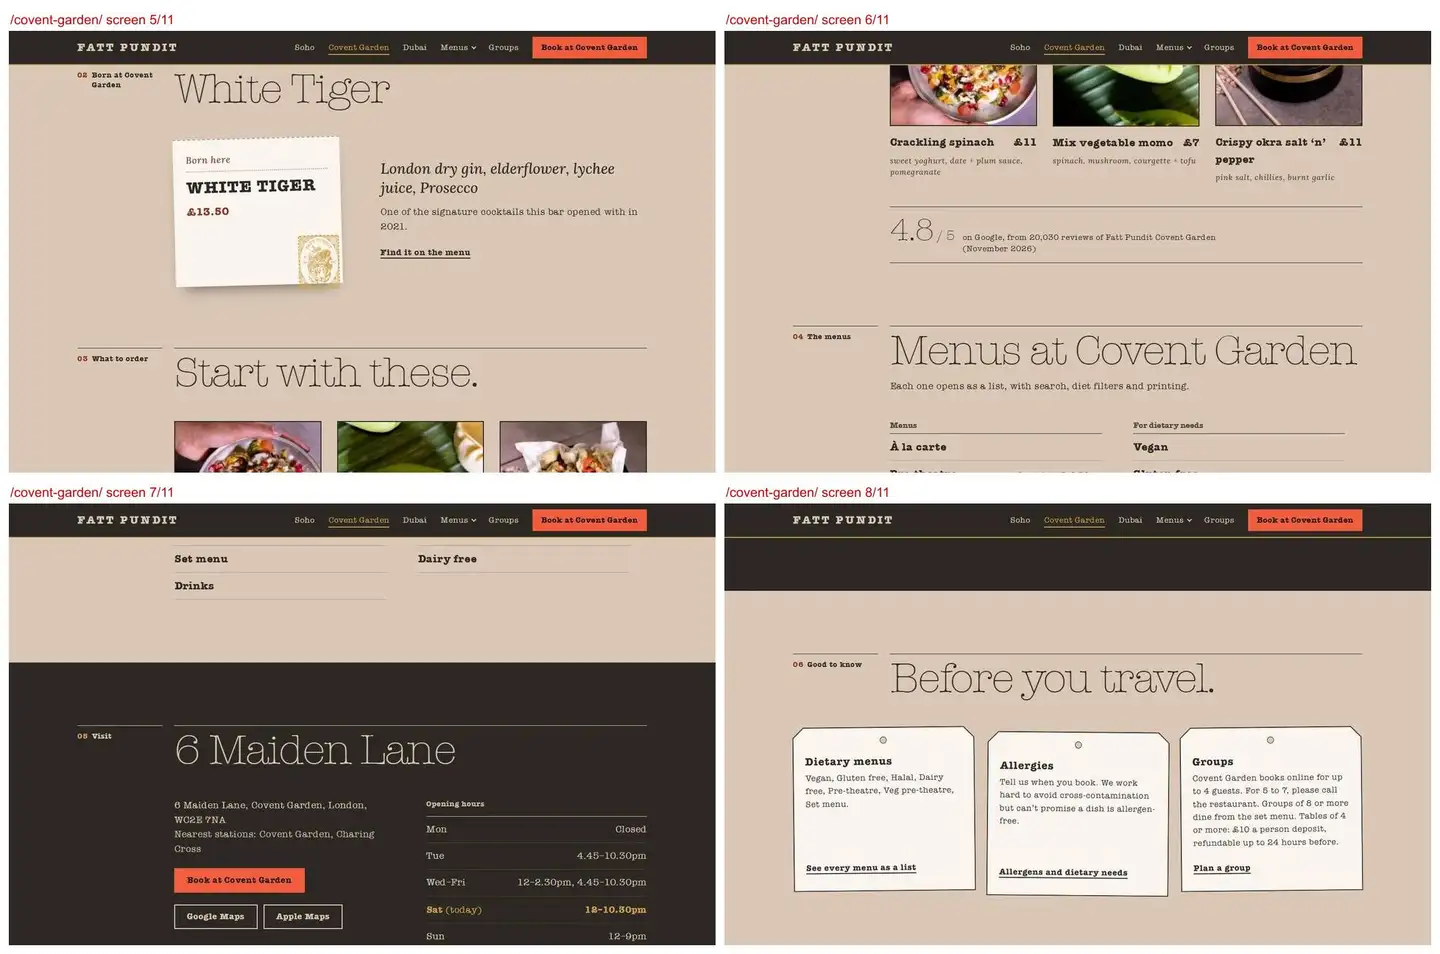 /covent-garden/ screen 5/11
FATT PUNDIT
Soho
Covent Garden
Dubai
Menus
Groups
Book at Covent Garden
02 Born at Covent
Garden
White Tiger
Born here
WHITE TIGER
£13.50
London dry gin, elderflower, lychee
juice, Prosecco
One of the signature cocktails this bar opened with in
2021.
Find it on the menu
03 What to order
Start with these.
/covent-garden/ screen 6/11
FATT PUNDIT
Soho
Covent Garden
Dubai
Menus
Groups
Book at Covent Garden
Crackling spinach £11
sweet yoghurt, date + plum sauce,
pomegranate
Mix vegetable momo £7
spinach, mushroom, courgette + tofu
Crispy okra salt ‘n’ £11
pepper
pink salt, chillies, burnt garlic
4.8 / 5
on Google, from 20,030 reviews of Fatt Pundit Covent Garden
(November 2026)
04 The menus
Menus at Covent Garden
Each one opens as a list, with search, diet filters and printing.
Menus
À la carte
For dietary needs
Vegan
/covent-garden/ screen 7/11
FATT PUNDIT
Soho
Covent Garden
Dubai
Menus
Groups
Book at Covent Garden
Set menu
Drinks
Dairy free
05 Visit
6 Maiden Lane
6 Maiden Lane, Covent Garden, London,
WC2E 7NA
Nearest stations: Covent Garden, Charing
Cross
Book at Covent Garden
Google Maps
Apple Maps
Opening hours
Mon Closed
Tue 4.45–10.30pm
Wed–Fri 12–2.30pm, 4.45–10.30pm
Sat (today) 12–10.30pm
Sun 12–9pm
/covent-garden/ screen 8/11
FATT PUNDIT
Soho
Covent Garden
Dubai
Menus
Groups
Book at Covent Garden
06 Good to know
Before you travel.
Dietary menus
Vegan, Gluten free, Halal, Dairy
free, Pre-theatre, Veg pre-theatre,
Set menu.
See every menu as a list
Allergies
Tell us when you book. We work
hard to avoid cross-contamination
but can’t promise a dish is allergen-
free.
Allergens and dietary needs
Groups
Covent Garden books online for up
to 4 guests. For 5 to 7, please call
the restaurant. Groups of 8 or more
dine from the set menu. Tables of 4
or more: £10 a person deposit,
refundable up to 24 hours before.
Plan a group